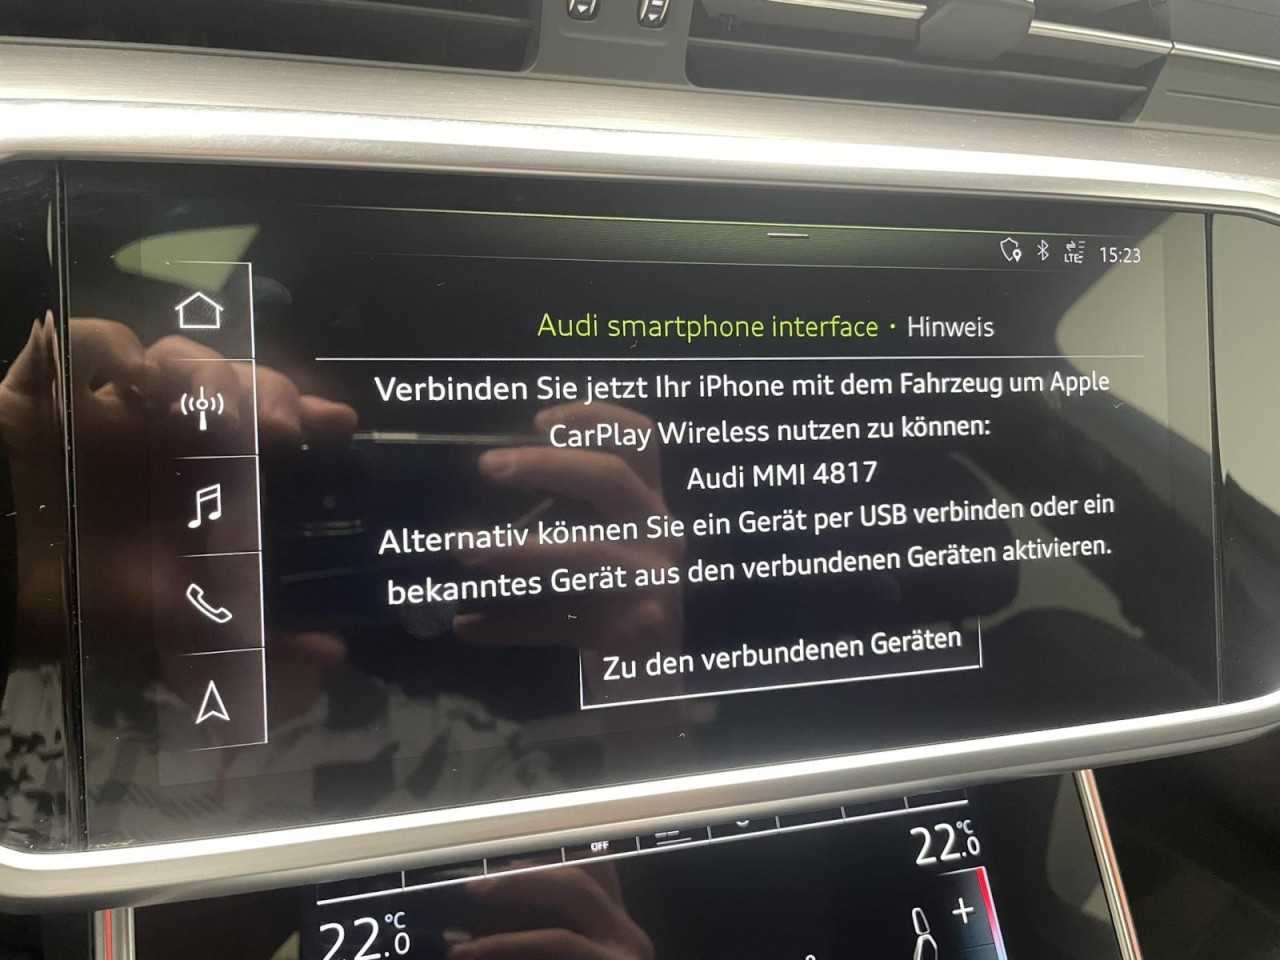 LTE 15:23
Audi smartphone interface · Hinweis
Verbinden Sie jetzt Ihr iPhone mit dem Fahrzeug um Apple
CarPlay Wireless nutzen zu können:
Audi MMI 4817
Alternativ können Sie ein Gerät per USB verbinden oder ein
bekanntes Gerät aus den verbundenen Geräten aktivieren.
Zu den verbundenen Geräten
OFF
22.0 °C
22.0 °C
+